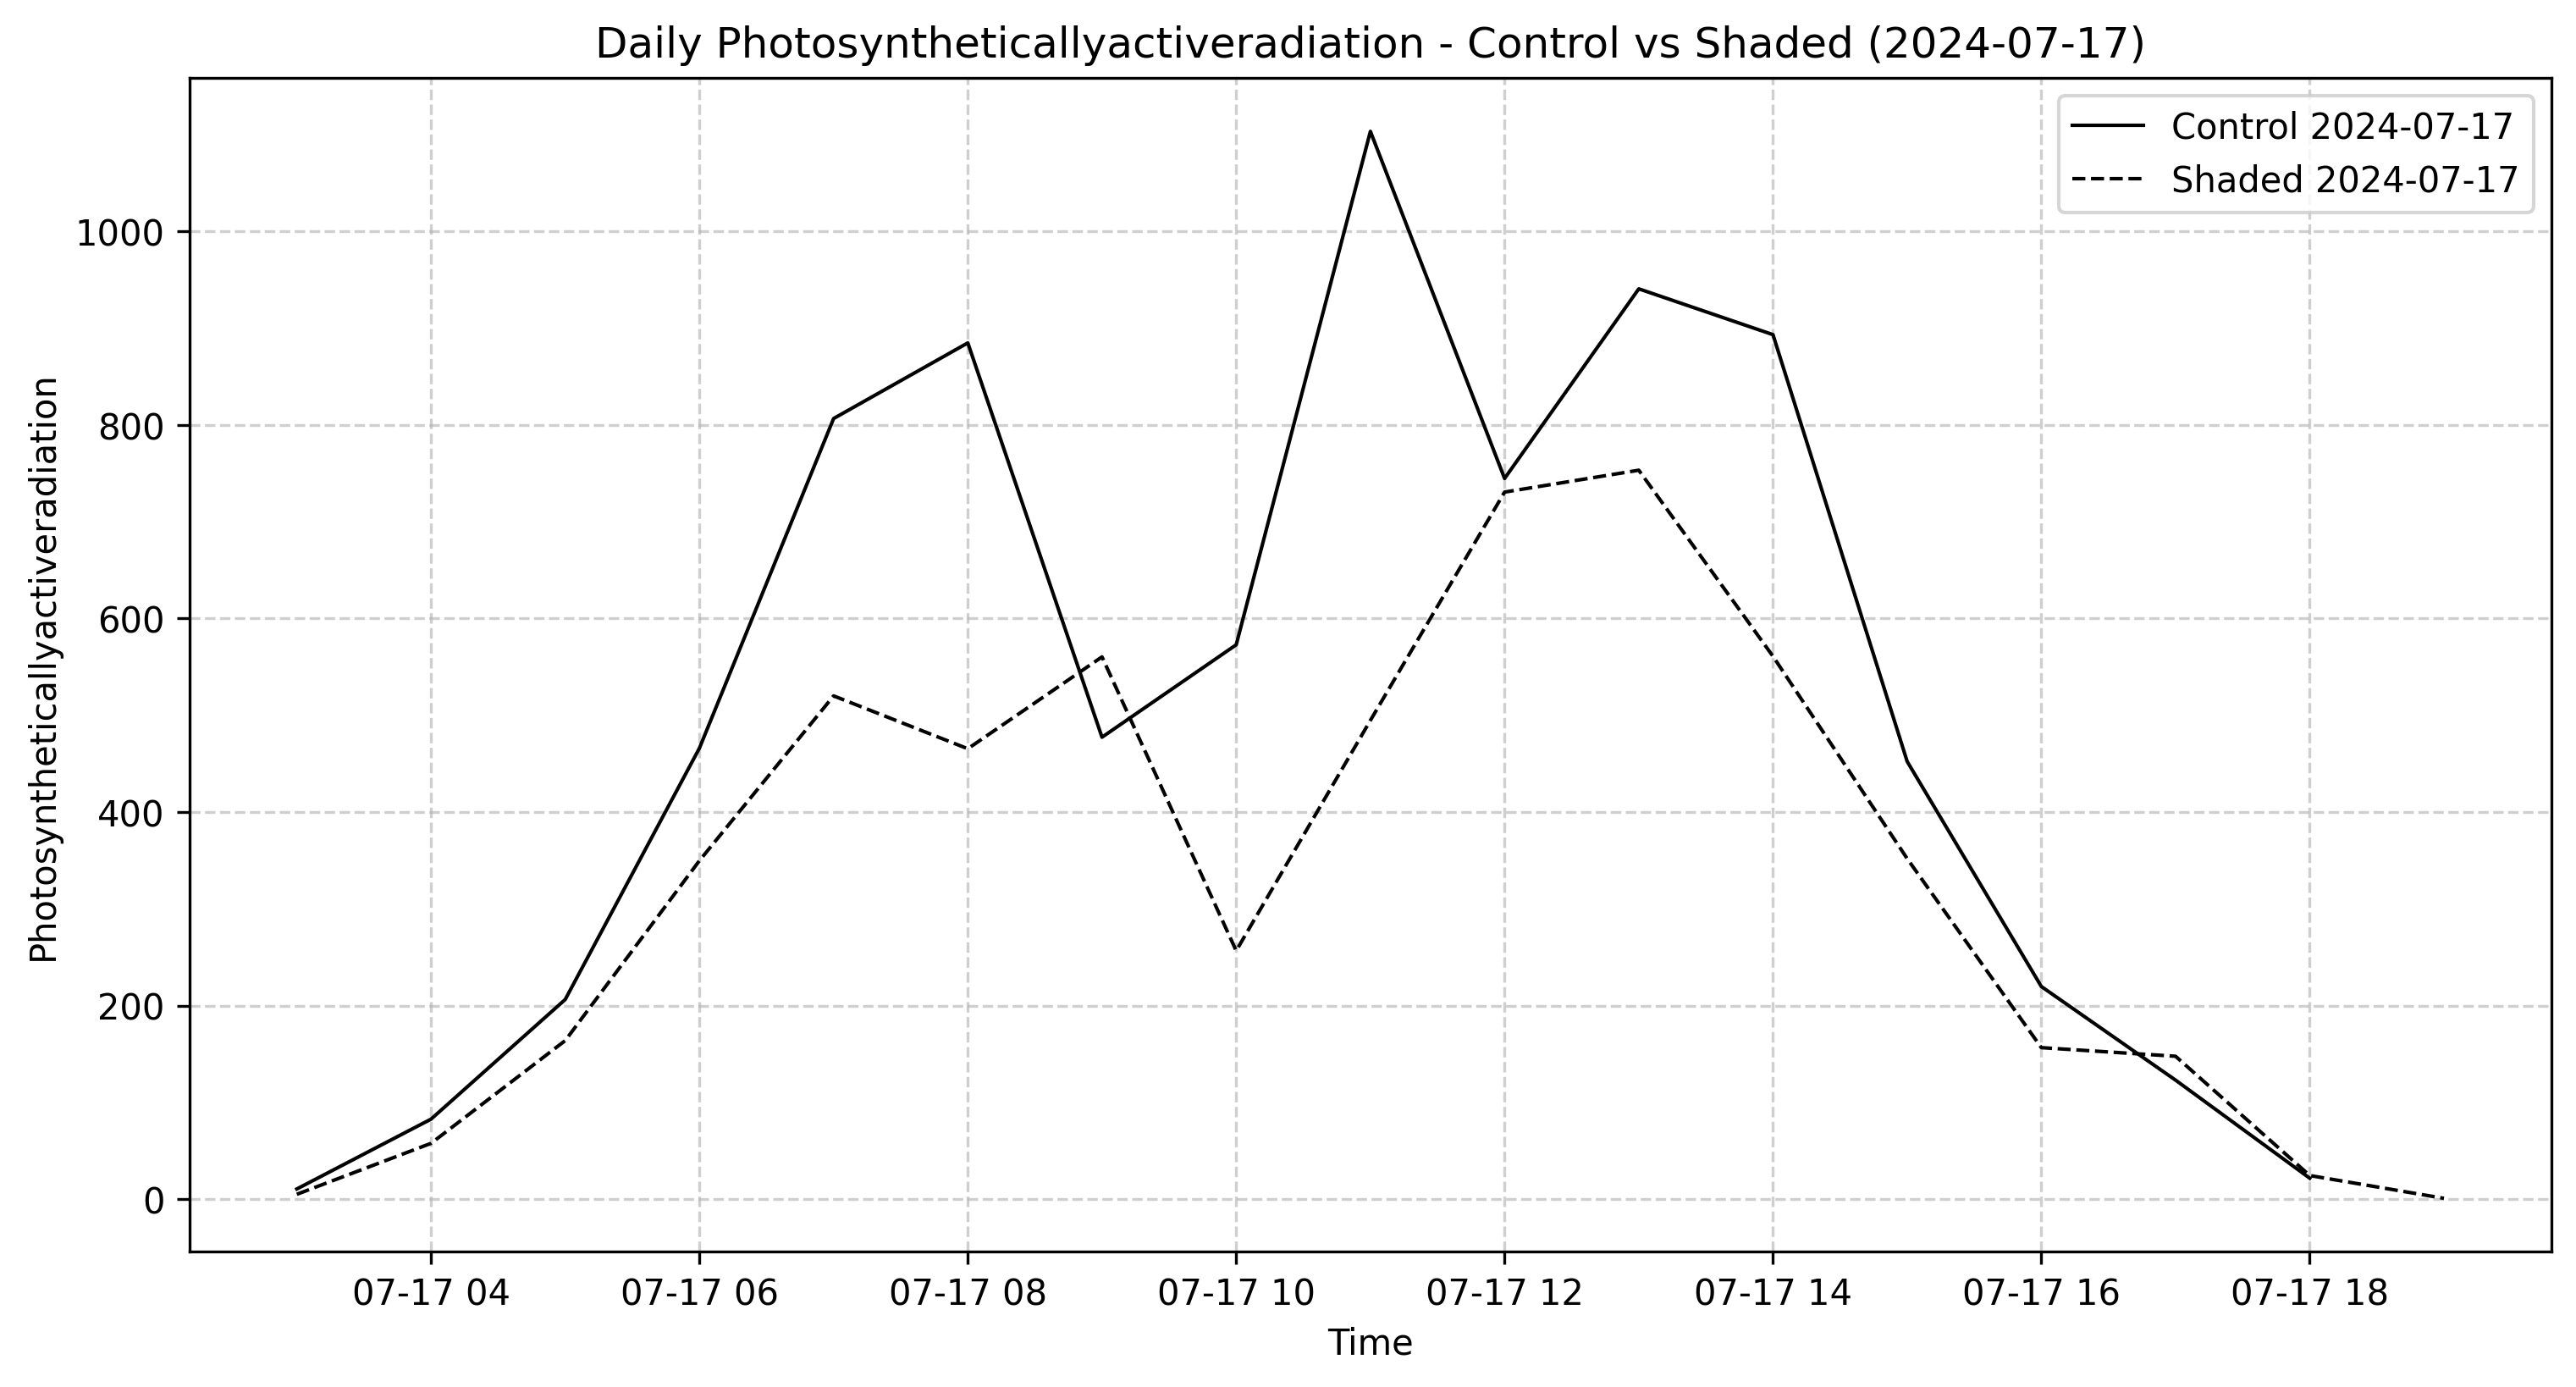 Daily Photosyntheticallyactiveradiation - Control vs Shaded (2024-07-17)
Control 2024-07-17
Shaded 2024-07-17
Photosyntheticallyactiveradiation
1000
800
600
400
200
0
07-17 04
07-17 06
07-17 08
07-17 10
07-17 12
07-17 14
07-17 16
07-17 18
Time